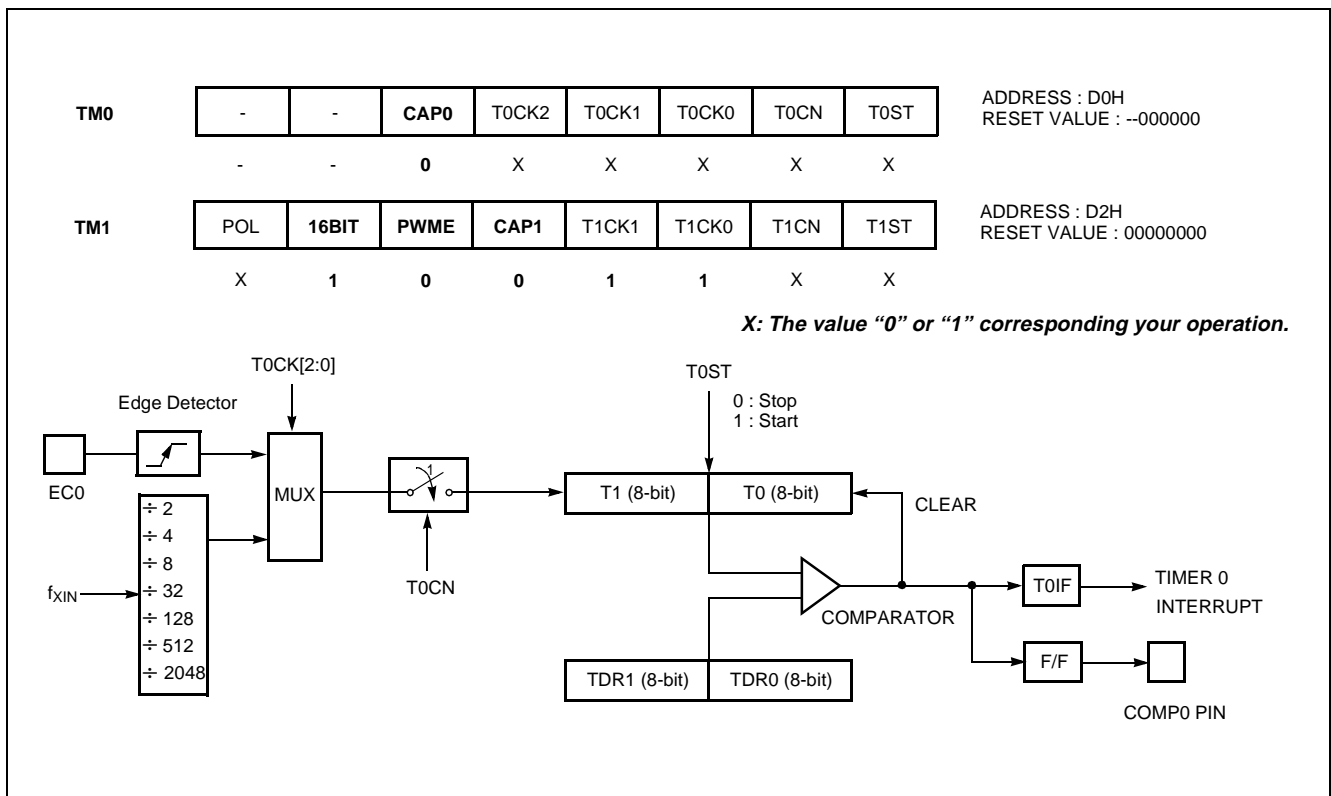 TM0 - - CAP0 T0CK2 T0CK1 T0CK0 T0CN T0ST
ADDRESS : D0H
RESET VALUE : --000000
- - 0 X X X X X
TM1 POL 16BIT PWME CAP1 T1CK1 T1CK0 T1CN T1ST
ADDRESS : D2H
RESET VALUE : 00000000
X 1 0 0 1 1 X X
X: The value “0” or “1” corresponding your operation.
T0CK[2:0]
T0ST
0 : Stop
1 : Start
Edge Detector
EC0
MUX
1
T0CN
T1 (8-bit) T0 (8-bit)
CLEAR
fXIN
÷ 2
÷ 4
÷ 8
÷ 32
÷ 128
÷ 512
÷ 2048
COMPARATOR
T0IF
TIMER 0
INTERRUPT
F/F
COMP0 PIN
TDR1 (8-bit) TDR0 (8-bit)